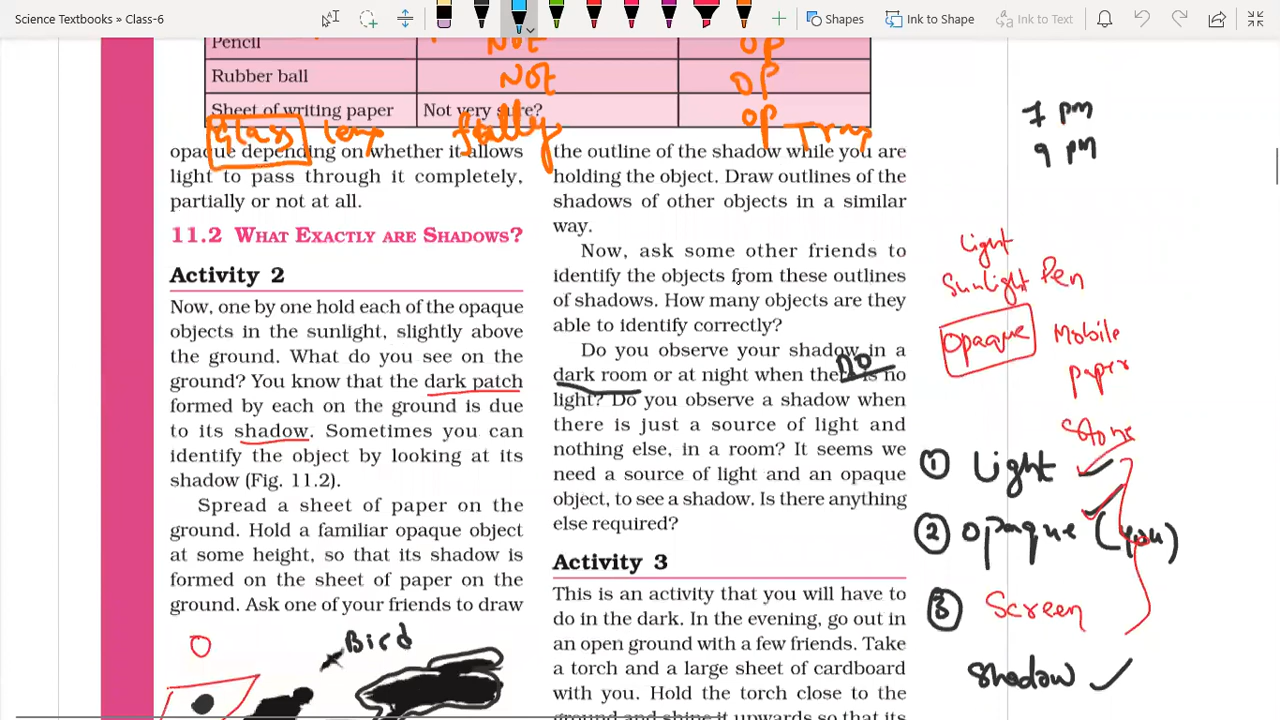 Science Textbooks » Class-6
Shapes
Ink to Shape
Ink to Text
Pencil
Not
OP
Rubber ball
Not
OP
Sheet of writing paper
Not very sure?
OP
Glass
fully
7 pm
9 pm
opaque depending on whether it allows
light to pass through it completely,
partially or not at all.
11.2 WHAT EXACTLY ARE SHADOWS?
Activity 2
Now, one by one hold each of the opaque
objects in the sunlight, slightly above
the ground. What do you see on the
ground? You know that the dark patch
formed by each on the ground is due
to its shadow. Sometimes you can
identify the object by looking at its
shadow (Fig. 11.2).
Spread a sheet of paper on the
ground. Hold a familiar opaque object
at some height, so that its shadow is
formed on the sheet of paper on the
ground. Ask one of your friends to draw
Bird
the outline of the shadow while you are
holding the object. Draw outlines of the
shadows of other objects in a similar
way.
Now, ask some other friends to
identify the objects from these outlines
of shadows. How many objects are they
able to identify correctly?
Do you observe your shadow in a
dark room or at night when there is no
NO
light? Do you observe a shadow when
there is just a source of light and
nothing else, in a room? It seems we
need a source of light and an opaque
object, to see a shadow. Is there anything
else required?
Activity 3
This is an activity that you will have to
do in the dark. In the evening, go out in
an open ground with a few friends. Take
a torch and a large sheet of cardboard
with you. Hold the torch close to the
ground and shine it upwards so that its
Light
Sunlight Pen
Opaque
Mobile
paper
Stone
① Light
② Opaque (you)
③ Screen
Shadow